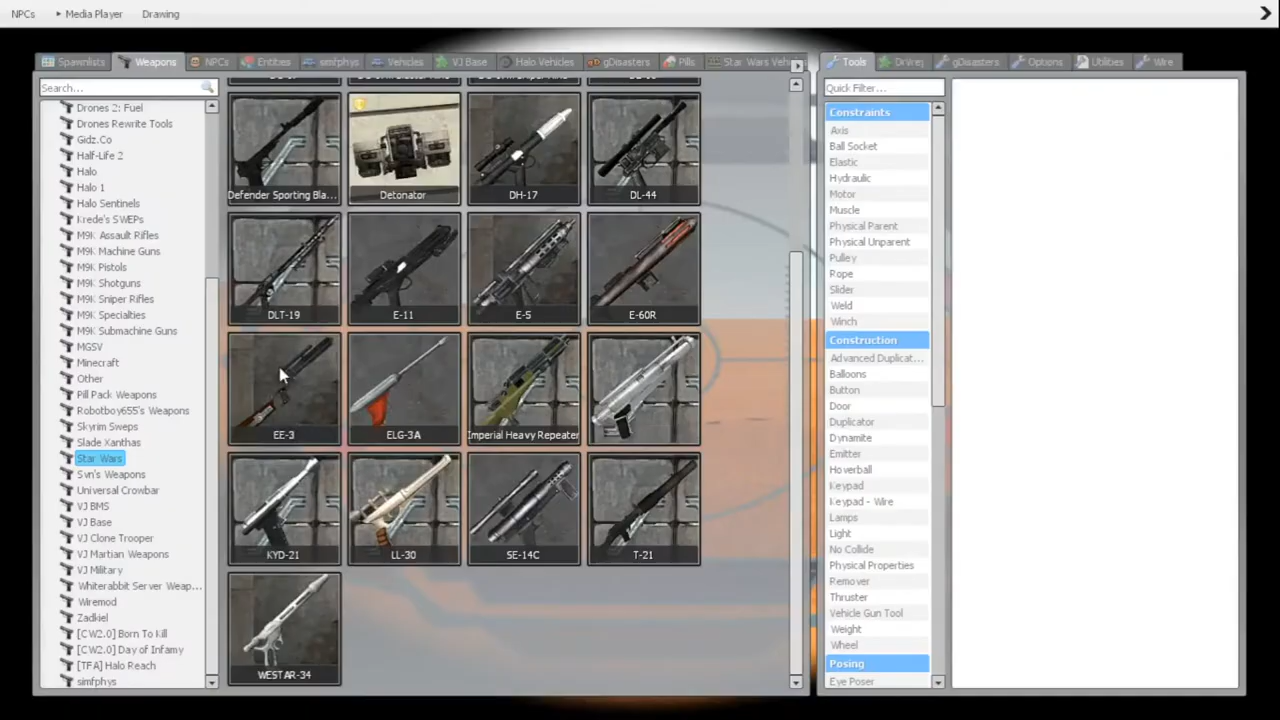 NPCs
Media Player
Drawing
Spawnlists
Weapons
NPCs
Entities
simfphys
Vehicles
VJ Base
Halo Vehicles
gDisasters
Pills
Star Wars Vehi
Tools
gDisasters
Options
Utilities
Wire
Search...
Drones 2: Fuel
Drones Rewrite Tools
Gidz.Co
Half-Life 2
Halo
Halo 1
Halo Sentinels
Krede's SWEPs
M9K Assault Rifles
M9K Machine Guns
M9K Pistols
M9K Shotguns
M9K Sniper Rifles
M9K Specialties
M9K Submachine Guns
MGSV
Minecraft
Other
Pill Pack Weapons
Robotboy655's Weapons
Skyrim Sweps
Slade Xanthas
Star Wars
Svn's Weapons
Universal Crowbar
VJ BMS
VJ Base
VJ Clone Trooper
VJ Martian Weapons
VJ Military
Whiterabbit Server Weap...
Wiremod
Zadkiel
[CW2.0] Born To Kill
[CW2.0] Day of Infamy
[TFA] Halo Reach
simfphys
Defender Sporting Bla...
Detonator
DH-17
DL-44
DLT-19
E-11
E-5
E-60R
EE-3
ELG-3A
Imperial Heavy Repeater
KYD-21
LL-30
SE-14C
T-21
WESTAR-34
Quick Filter...
Constraints
Axis
Ball Socket
Elastic
Hydraulic
Motor
Muscle
Physical Parent
Physical Unparent
Pulley
Rope
Slider
Weld
Winch
Construction
Advanced Duplicat...
Balloons
Button
Door
Duplicator
Dynamite
Emitter
Hoverball
Keypad
Keypad - Wire
Lamps
Light
No Collide
Physical Properties
Remover
Thruster
Vehicle Gun Tool
Weight
Wheel
Posing
Eye Poser